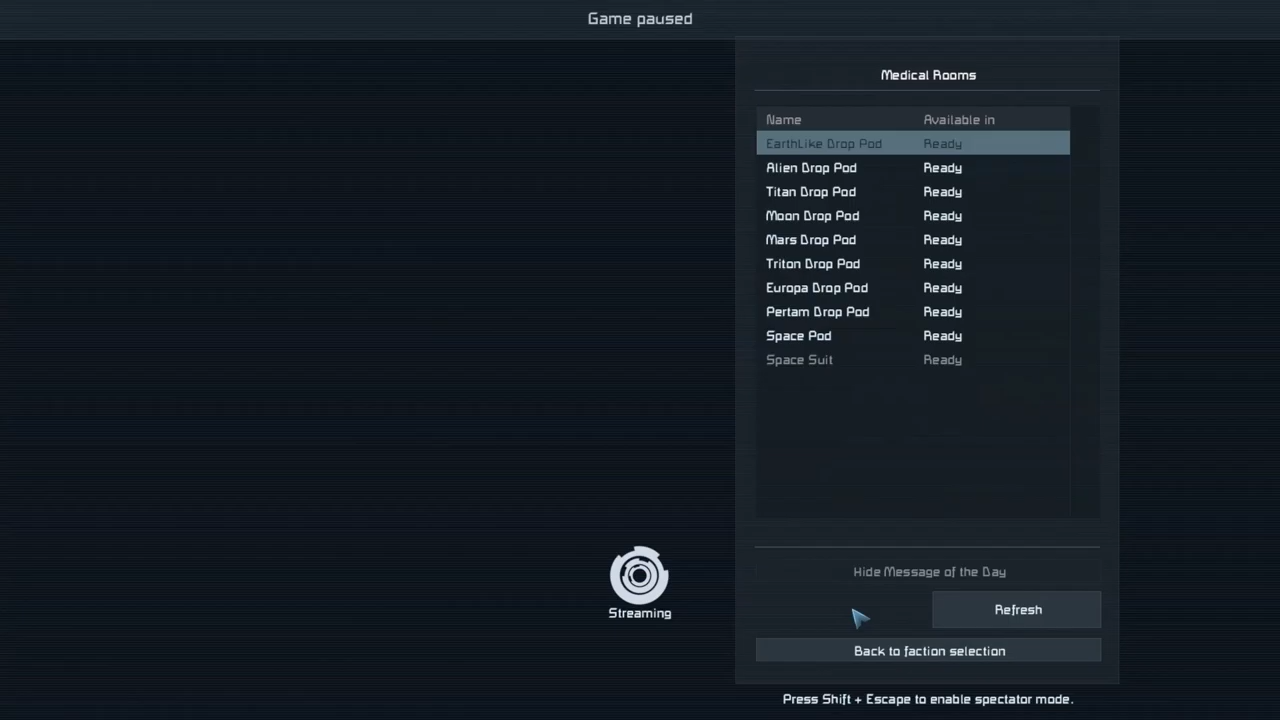 Game paused
Medical Rooms
Name Available in
EarthLike Drop Pod Ready
Alien Drop Pod Ready
Titan Drop Pod Ready
Moon Drop Pod Ready
Mars Drop Pod Ready
Triton Drop Pod Ready
Europa Drop Pod Ready
Pertam Drop Pod Ready
Space Pod Ready
Space Suit Ready
Hide Message of the Day
Streaming
Refresh
Back to faction selection
Press Shift + Escape to enable spectator mode.